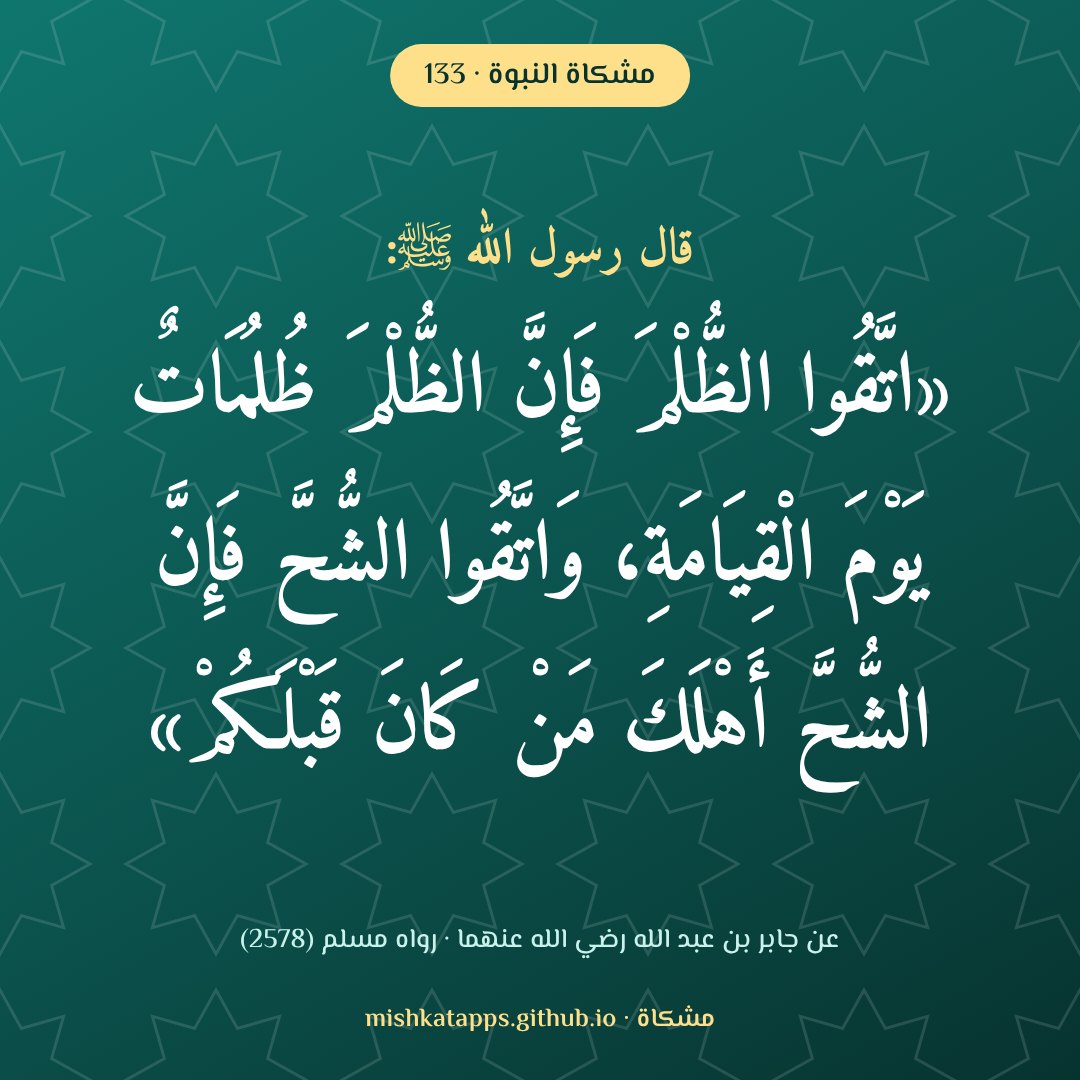 مشكاة النبوة · 133
قال رسول الله ﷺ:
«اتَّقُوا الظُّلْمَ فَإِنَّ الظُّلْمَ ظُلُمَاتٌ
يَوْمَ الْقِيَامَةِ، وَاتَّقُوا الشُّحَّ فَإِنَّ
الشُّحَّ أَهْلَكَ مَنْ كَانَ قَبْلَكُمْ»
عن جابر بن عبد الله رضي الله عنهما · رواه مسلم (2578)
مشكاة · mishkatapps.github.io